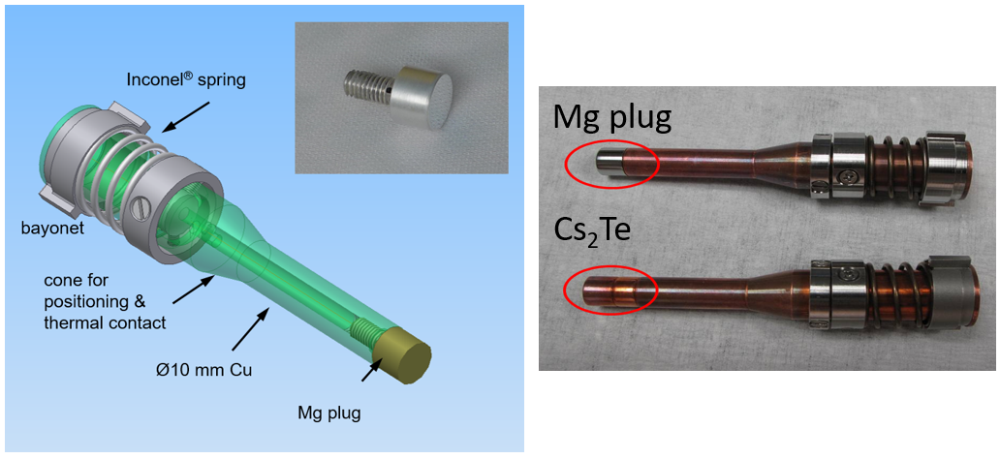 Inconel® spring
bayonet
cone for
positioning &
thermal contact
Ø10 mm Cu
Mg plug
Mg plug
Cs₂Te